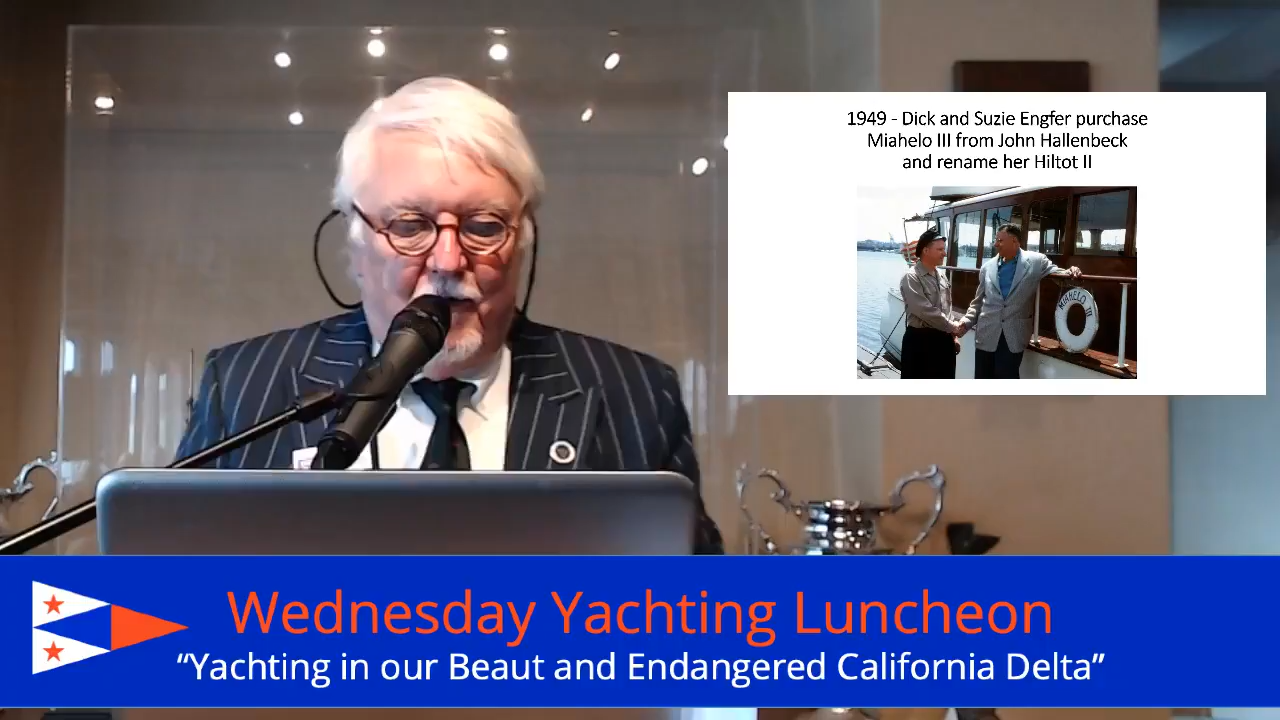 1949 - Dick and Suzie Engfer purchase
Miahelo III from John Hallenbeck
and rename her Hiltot II
MIAHELO III
Wednesday Yachting Luncheon
“Yachting in our Beaut and Endangered California Delta”